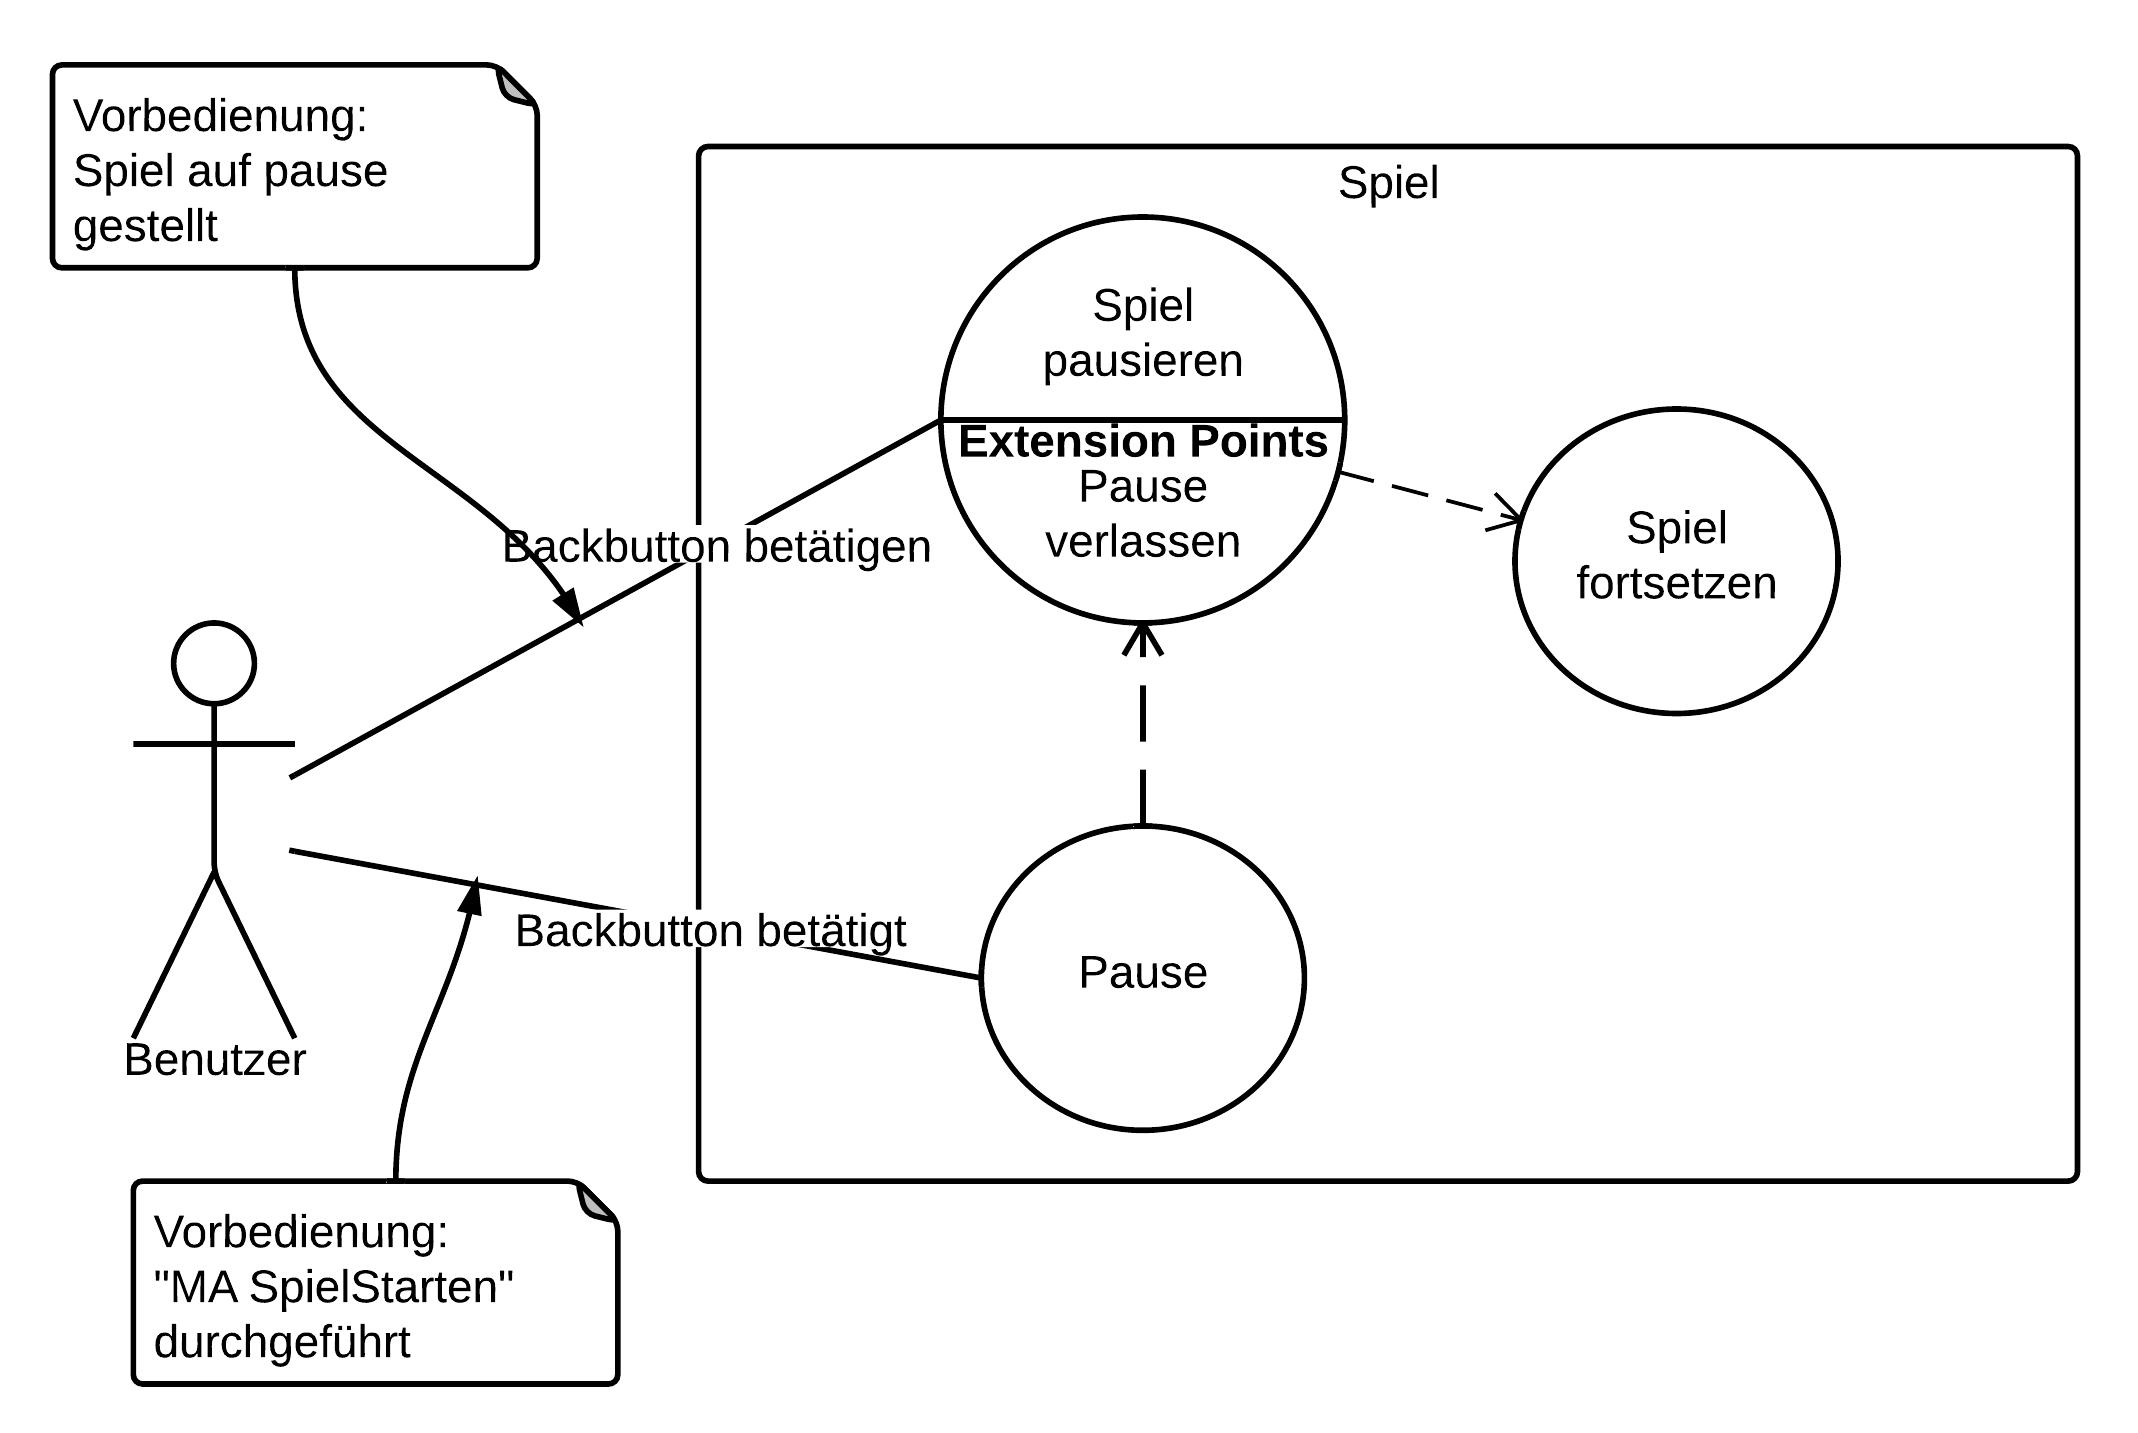 Vorbedienung:
Spiel auf pause
gestellt
Spiel
Spiel
pausieren
Extension Points
Pause
verlassen
Spiel
fortsetzen
Backbutton betätigen
Backbutton betätigt
Pause
Benutzer
Vorbedienung:
"MA SpielStarten"
durchgeführt